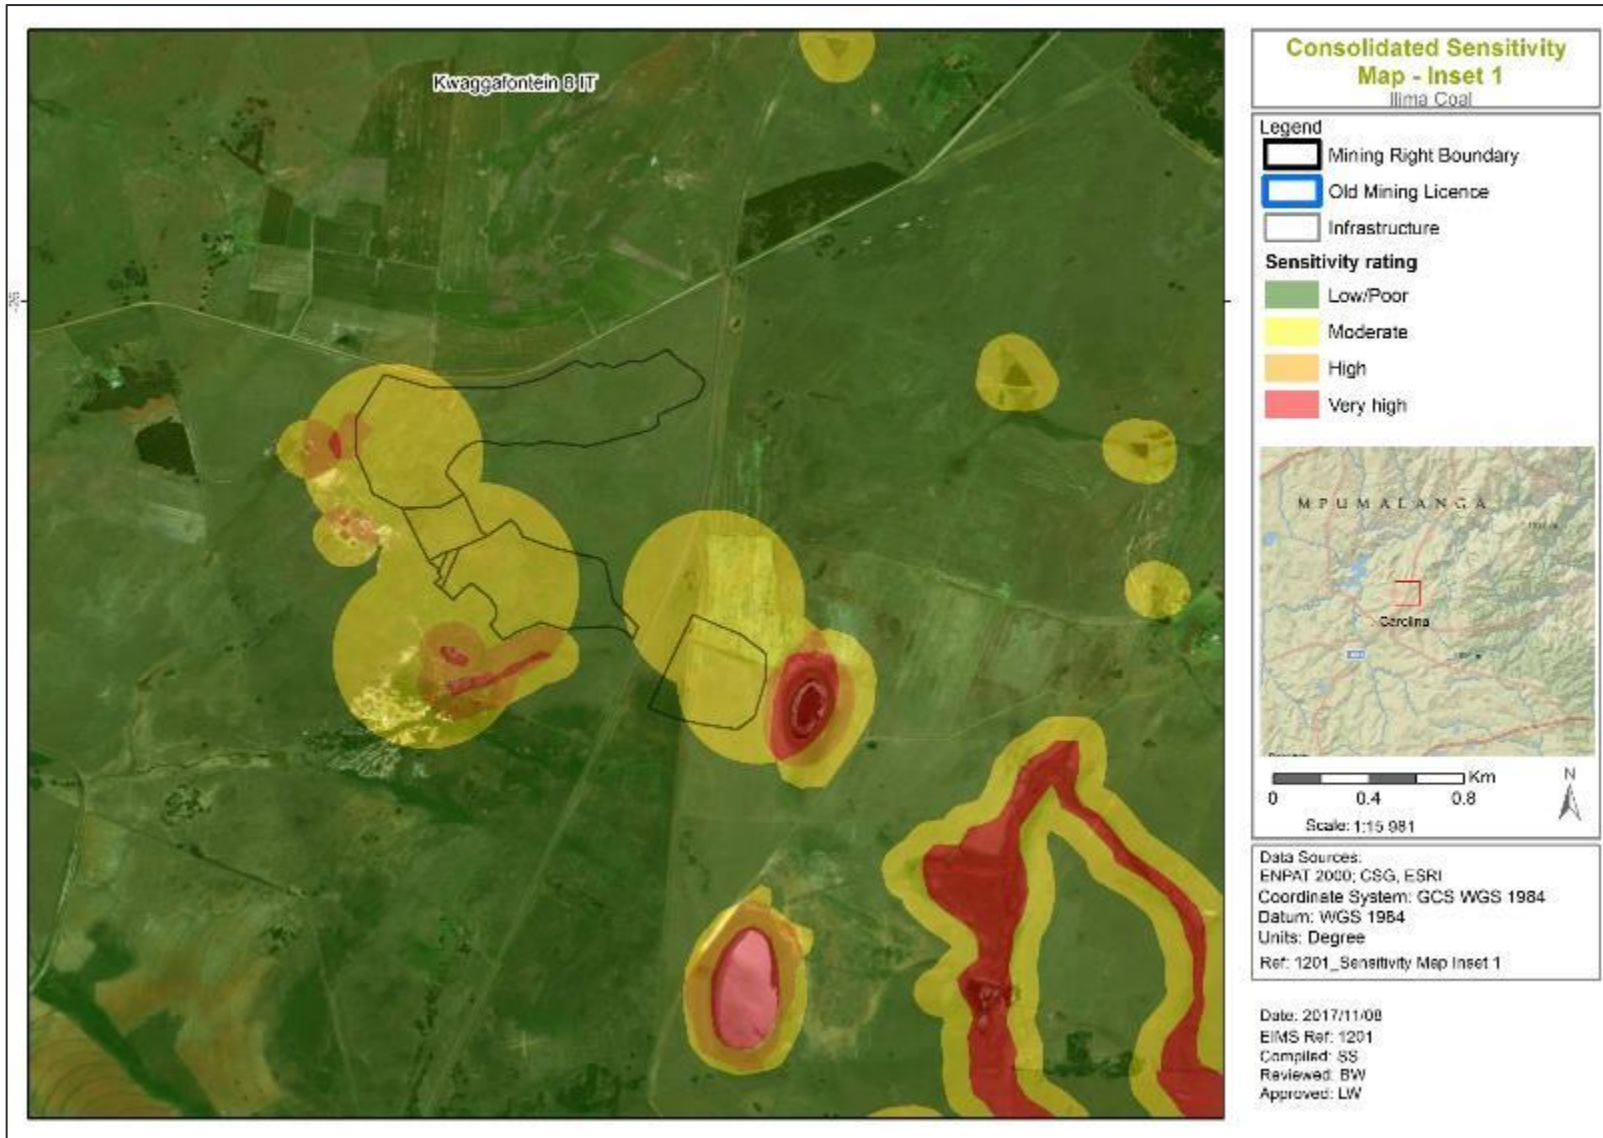 Kwaggafontein 8 IT
Consolidated Sensitivity
Map - Inset 1
Ilima Coal
Legend
Mining Right Boundary
Old Mining Licence
Infrastructure
Sensitivity rating
Low/Poor
Moderate
High
Very high
MPUMALANGA
Carolina
Km
0 0.4 0.8
N
Scale: 1:15 981
Data Sources:
ENPAT 2000; CSG, ESRI
Coordinate System: GCS WGS 1984
Datum: WGS 1984
Units: Degree
Ref: 1201_Sensitivity Map Inset 1
Date: 2017/11/08
EIMS Ref: 1201
Compiled: SS
Reviewed: BW
Approved: LW